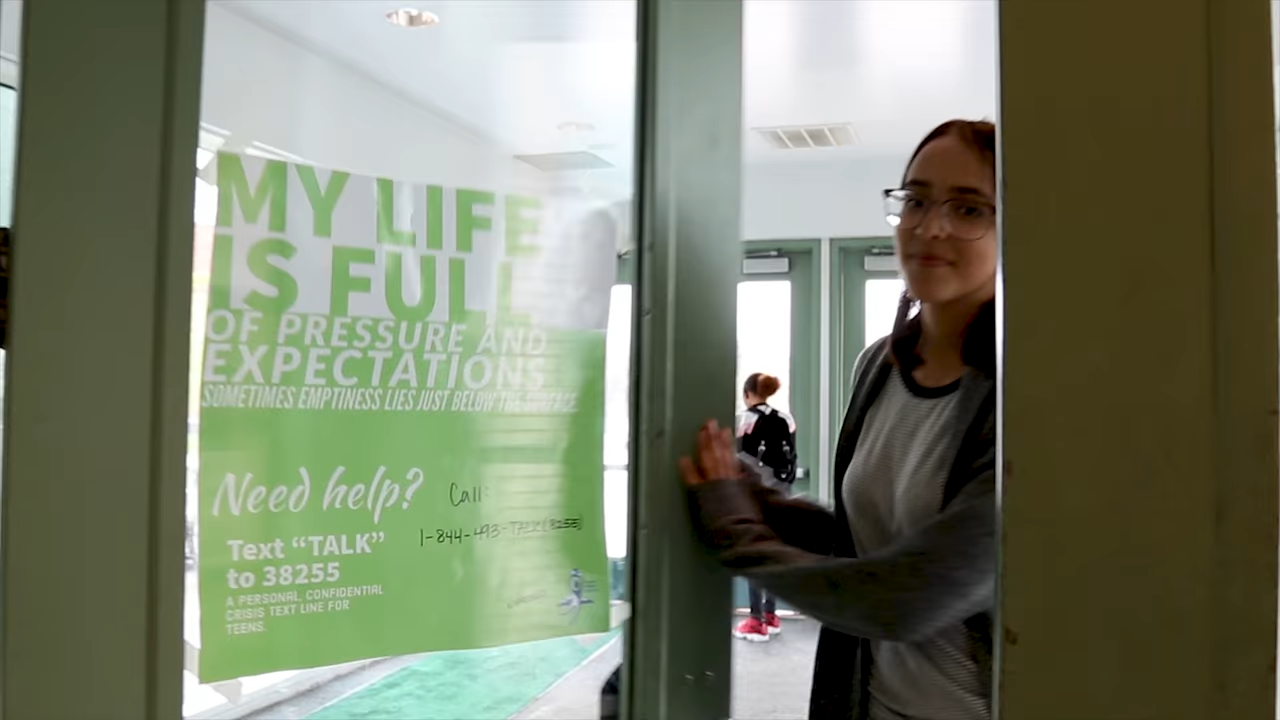 MY LIFE
IS FULL
OF PRESSURE AND
EXPECTATIONS
SOMETIMES EMPTINESS LIES JUST BELOW THE SURFACE
Need help?
Call:
1-844-493-TALK (8255)
Text “TALK”
to 38255
A PERSONAL, CONFIDENTIAL
CRISIS TEXT LINE FOR
TEENS.